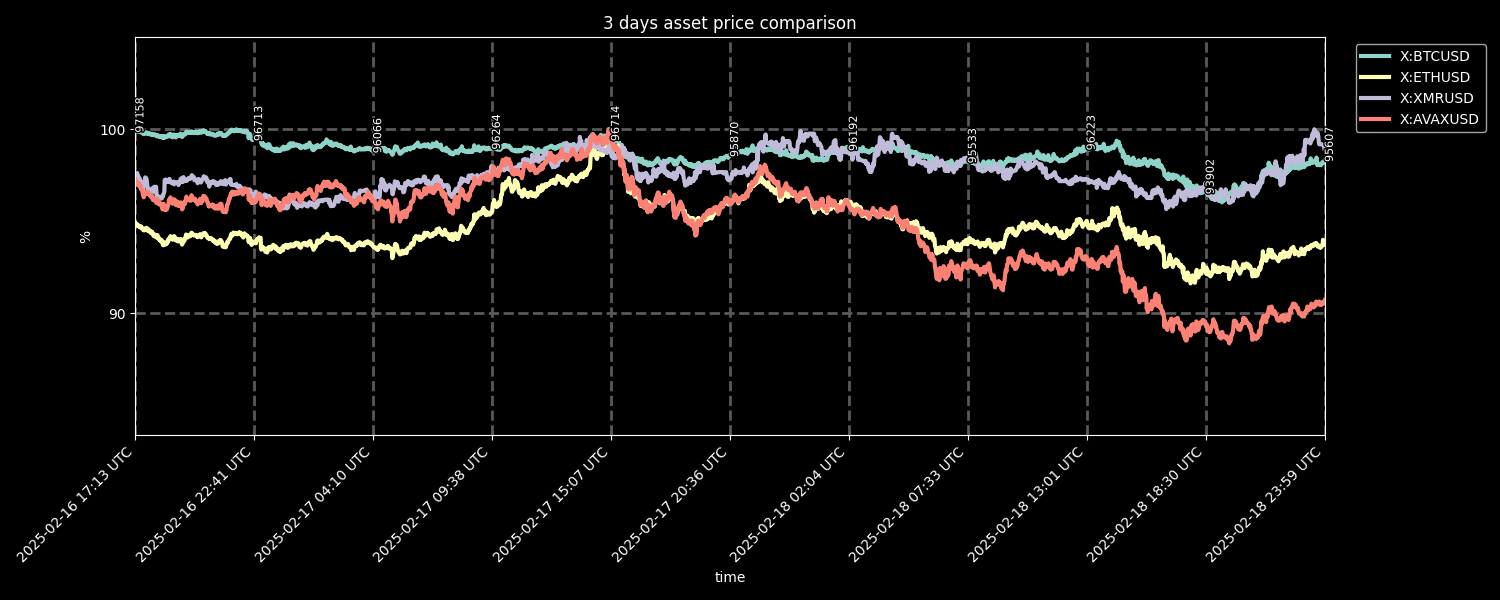 3 days asset price comparison
X:BTCUSD
X:ETHUSD
X:XMRUSD
X:AVAXUSD
%
100
90
97158
96713
96066
96264
96714
95870
96192
95533
96223
93902
95607
2025-02-16 17:13 UTC
2025-02-16 22:41 UTC
2025-02-17 04:10 UTC
2025-02-17 09:38 UTC
2025-02-17 15:07 UTC
2025-02-17 20:36 UTC
2025-02-18 02:04 UTC
2025-02-18 07:33 UTC
2025-02-18 13:01 UTC
2025-02-18 18:30 UTC
2025-02-18 23:59 UTC
time